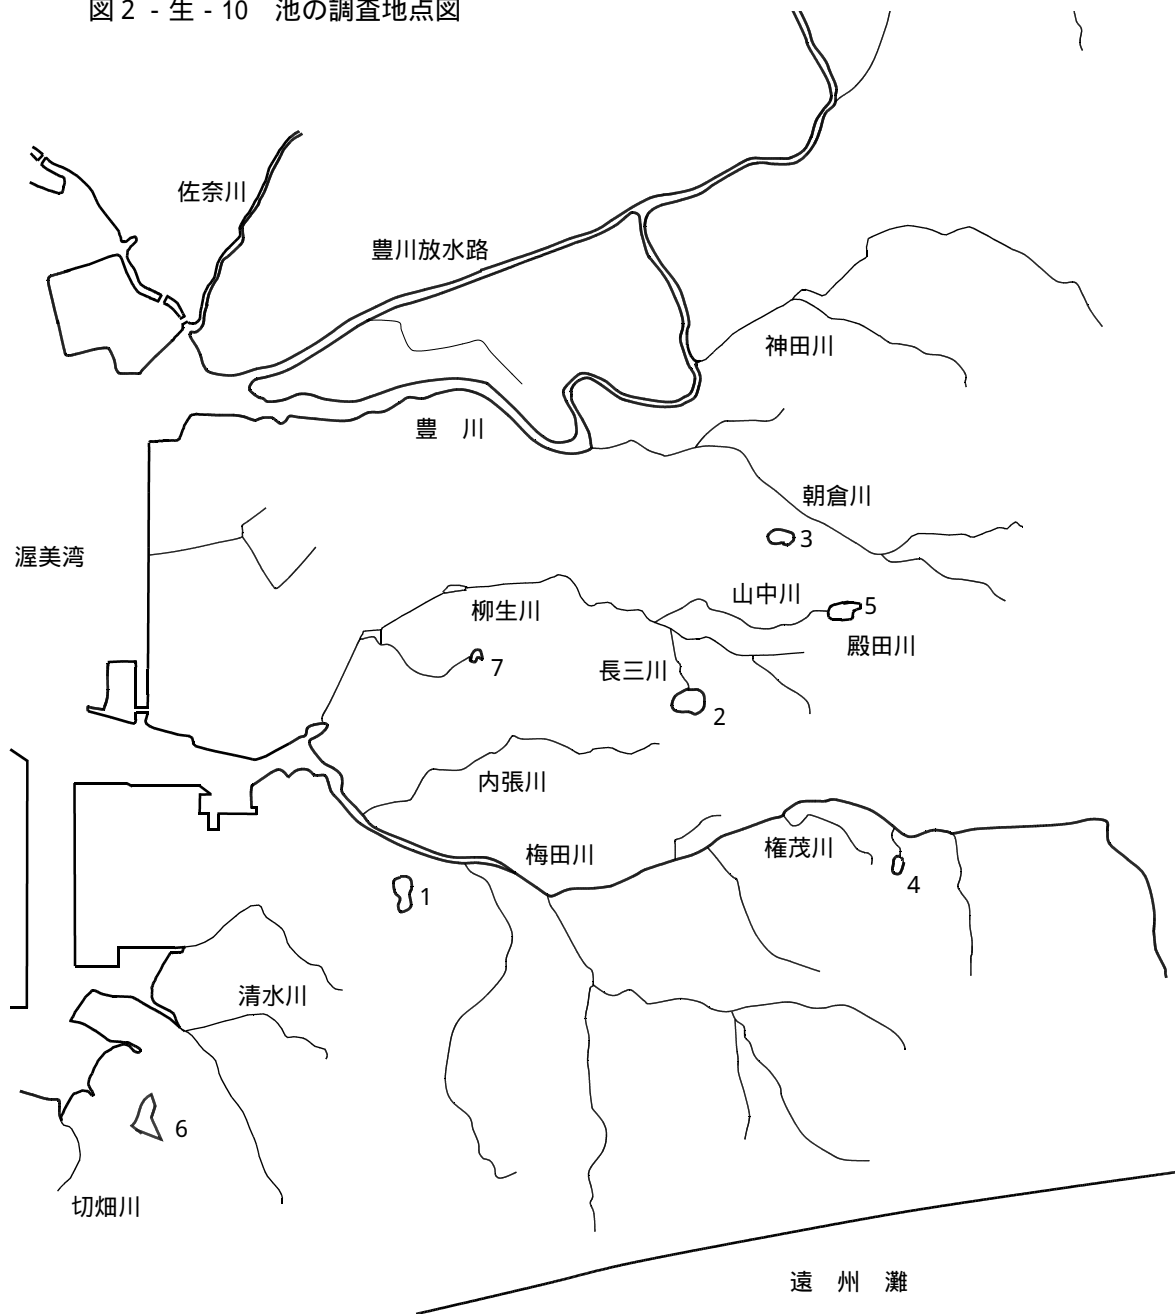 図２-生-10　池の調査地点図
佐奈川
豊川放水路
神田川
豊　川
朝倉川
3
渥美湾
山中川
5
柳生川
殿田川
7
長三川
2
内張川
梅田川
権茂川
4
1
清水川
6
切畑川
遠　州　灘